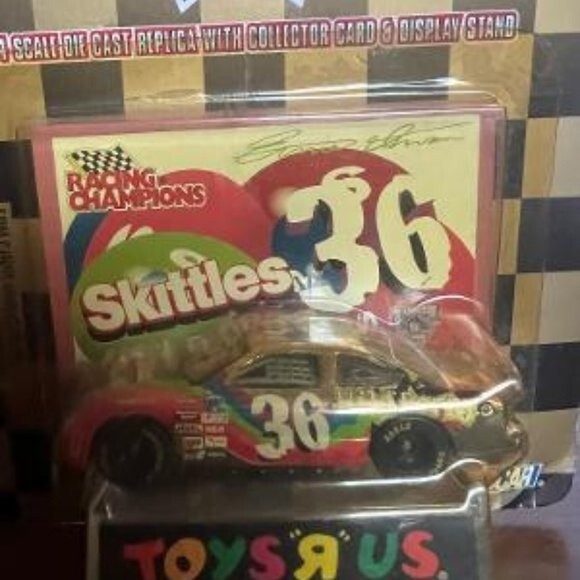 SCALE DIE CAST REPLICA WITH COLLECTOR CARD & DISPLAY STAND
RACING
CHAMPIONS
36
Skittles
36
TOYS "R" US.